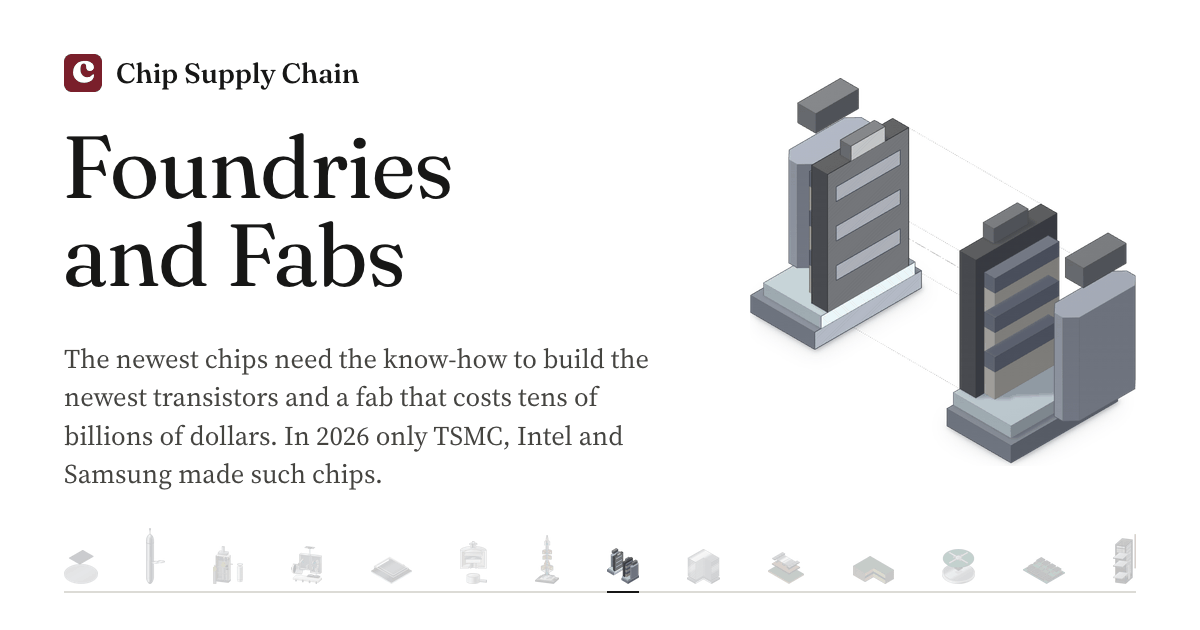 Chip Supply Chain
Foundries
and Fabs
The newest chips need the know-how to build the
newest transistors and a fab that costs tens of
billions of dollars. In 2026 only TSMC, Intel and
Samsung made such chips.